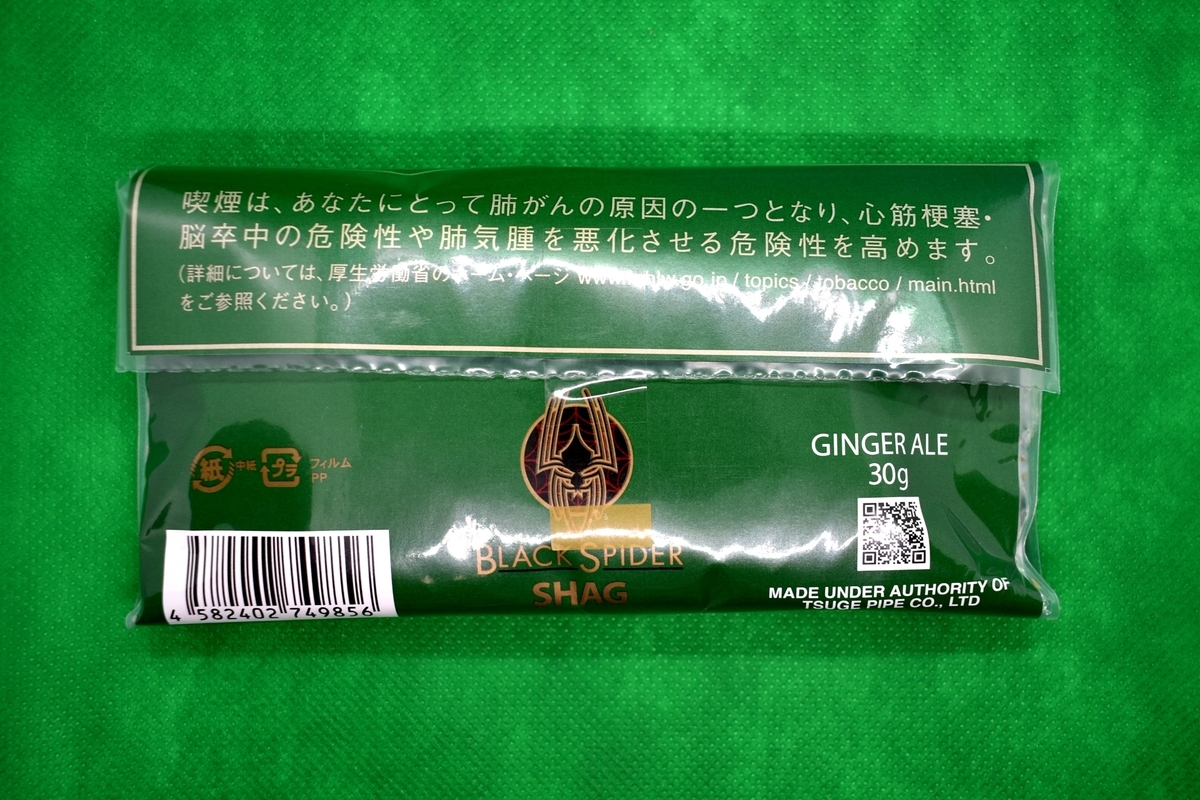 喫煙は、あなたにとって肺がんの原因の一つとなり、心筋梗塞・
脳卒中の危険性や肺気腫を悪化させる危険性を高めます。
(詳細については、厚生労働省のホーム・ページ www.mhlw.go.jp / topics / tobacco / main.html
をご参照ください。)
紙 中紙 プラ フィルム
PP
GINGER ALE
30g
BLACK SPIDER
SHAG
4 582402 749856
MADE UNDER AUTHORITY OF
TSUGE PIPE CO., LTD